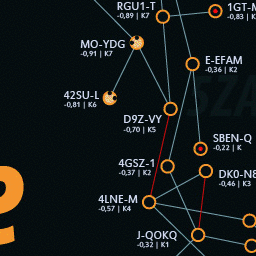 RGU1-T
-0,89 | K7
1GT-M
-0,83 | K
MO-YDG
-0,91 | K7
E-EFAM
-0,36 | K2
42SU-L
-0,81 | K6
D9Z-VY
-0,70 | K5
SBEN-Q
-0,22 | K
4GSZ-1
-0,37 | K2
DK0-N8
-0,46 | K3
4LNE-M
-0,57 | K4
J-QOKQ
-0,32 | K1